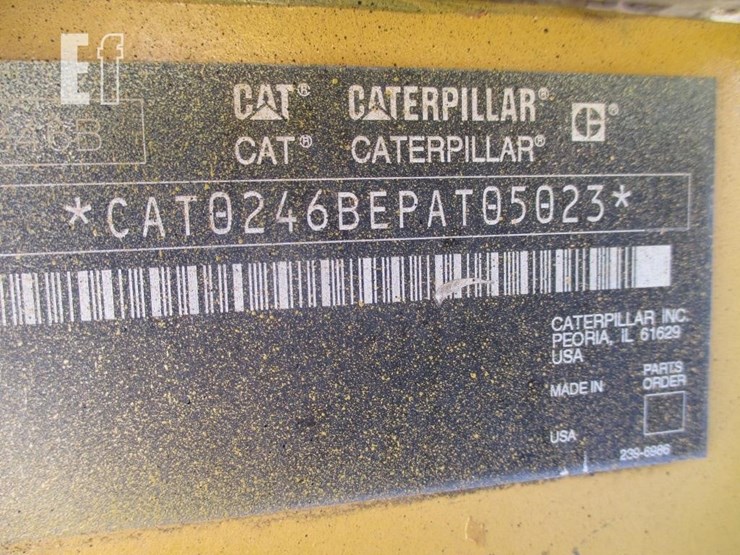 Ef
CAT® CATERPILLAR®
CAT® CATERPILLAR®
*CAT0246BEPAT05023*
CATERPILLAR INC.
PEORIA, IL 61629
USA
MADE IN
PARTS
ORDER
USA
239-6986